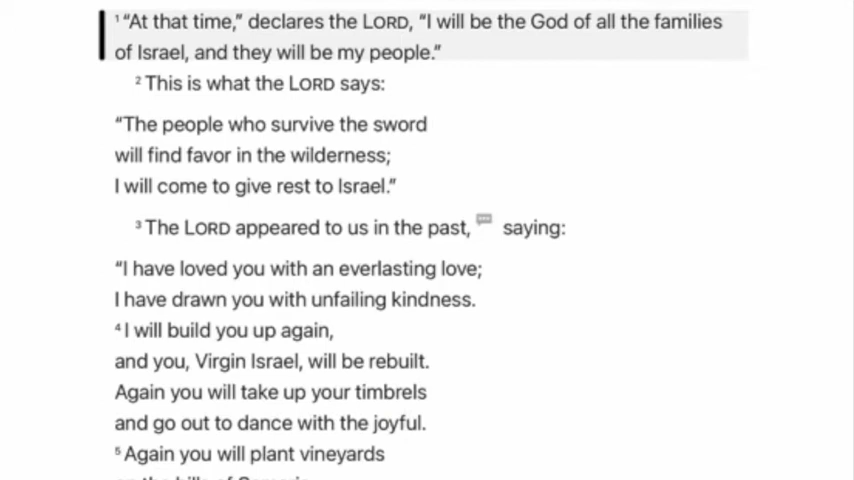 ¹ “At that time,” declares the LORD, “I will be the God of all the families
of Israel, and they will be my people.”
² This is what the LORD says:
“The people who survive the sword
will find favor in the wilderness;
I will come to give rest to Israel.”
³ The LORD appeared to us in the past, saying:
“I have loved you with an everlasting love;
I have drawn you with unfailing kindness.
⁴ I will build you up again,
and you, Virgin Israel, will be rebuilt.
Again you will take up your timbrels
and go out to dance with the joyful.
⁵ Again you will plant vineyards
on the hills of Samaria